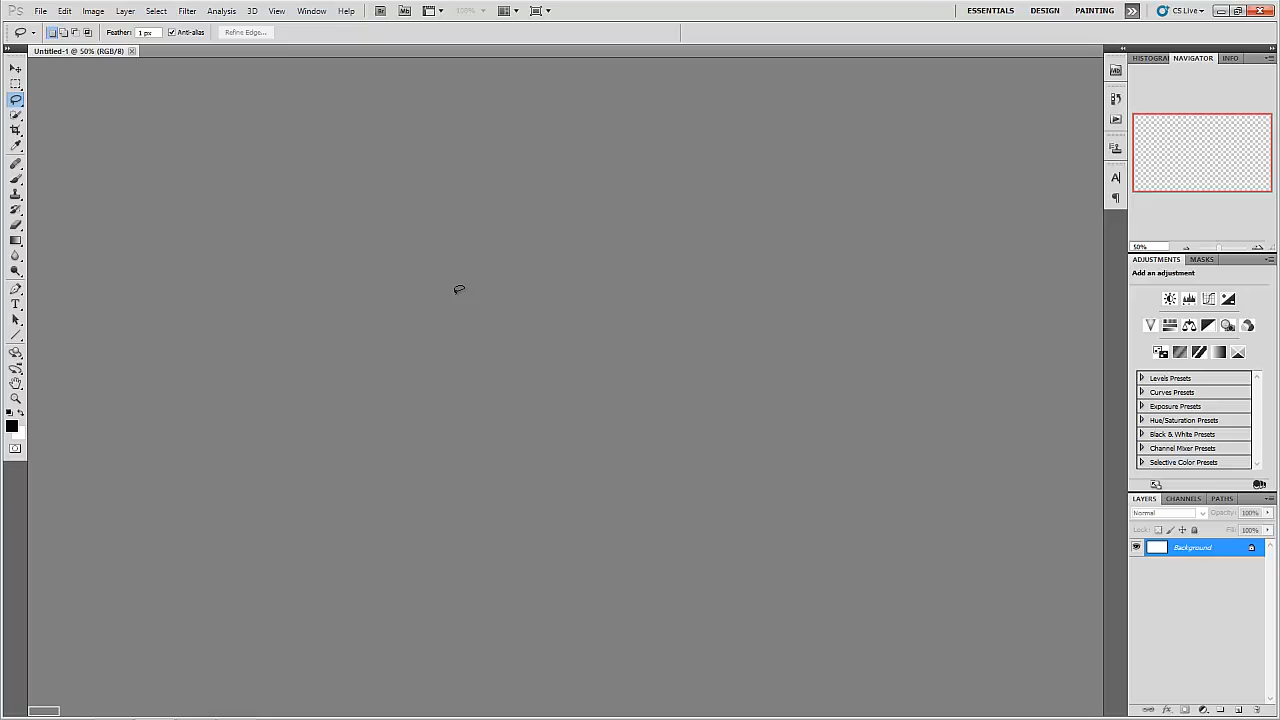 Ps File Edit Image Layer Select Filter Analysis 3D View Window Help Br Mb 100% ESSENTIALS DESIGN PAINTING CS Live
Feather: 1 px Anti-alias Refine Edge...
Untitled-1 @ 50% (RGB/8)
HISTOGRA NAVIGATOR INFO
50%
ADJUSTMENTS MASKS
Add an adjustment
Levels Presets
Curves Presets
Exposure Presets
Hue/Saturation Presets
Black & White Presets
Channel Mixer Presets
Selective Color Presets
LAYERS CHANNELS PATHS
Normal Opacity: 100%
Lock: Fill: 100%
Background